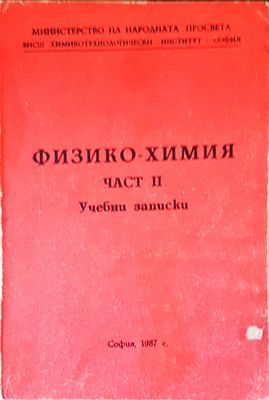 МИНИСТЕРСТВО НА НАРОДНАТА ПРОСВЕТА
ВИСШ ХИМИКОТЕХНОЛОГИЧЕСКИ ИНСТИТУТ - СОФИЯ
ФИЗИКО-ХИМИЯ
ЧАСТ II
Учебни записки
София, 1987 г.